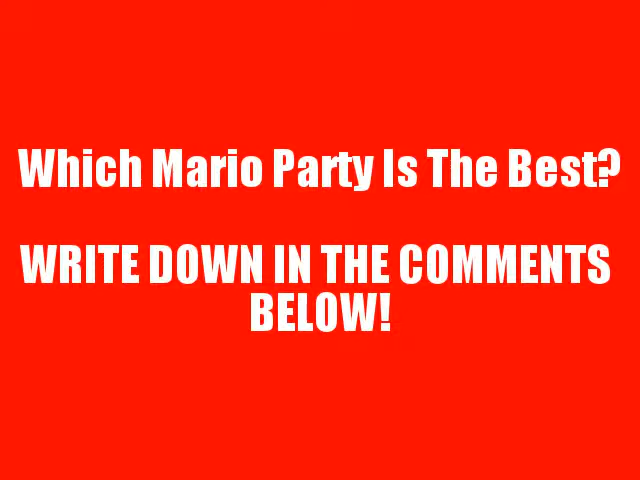 Which Mario Party Is The Best?
WRITE DOWN IN THE COMMENTS
BELOW!